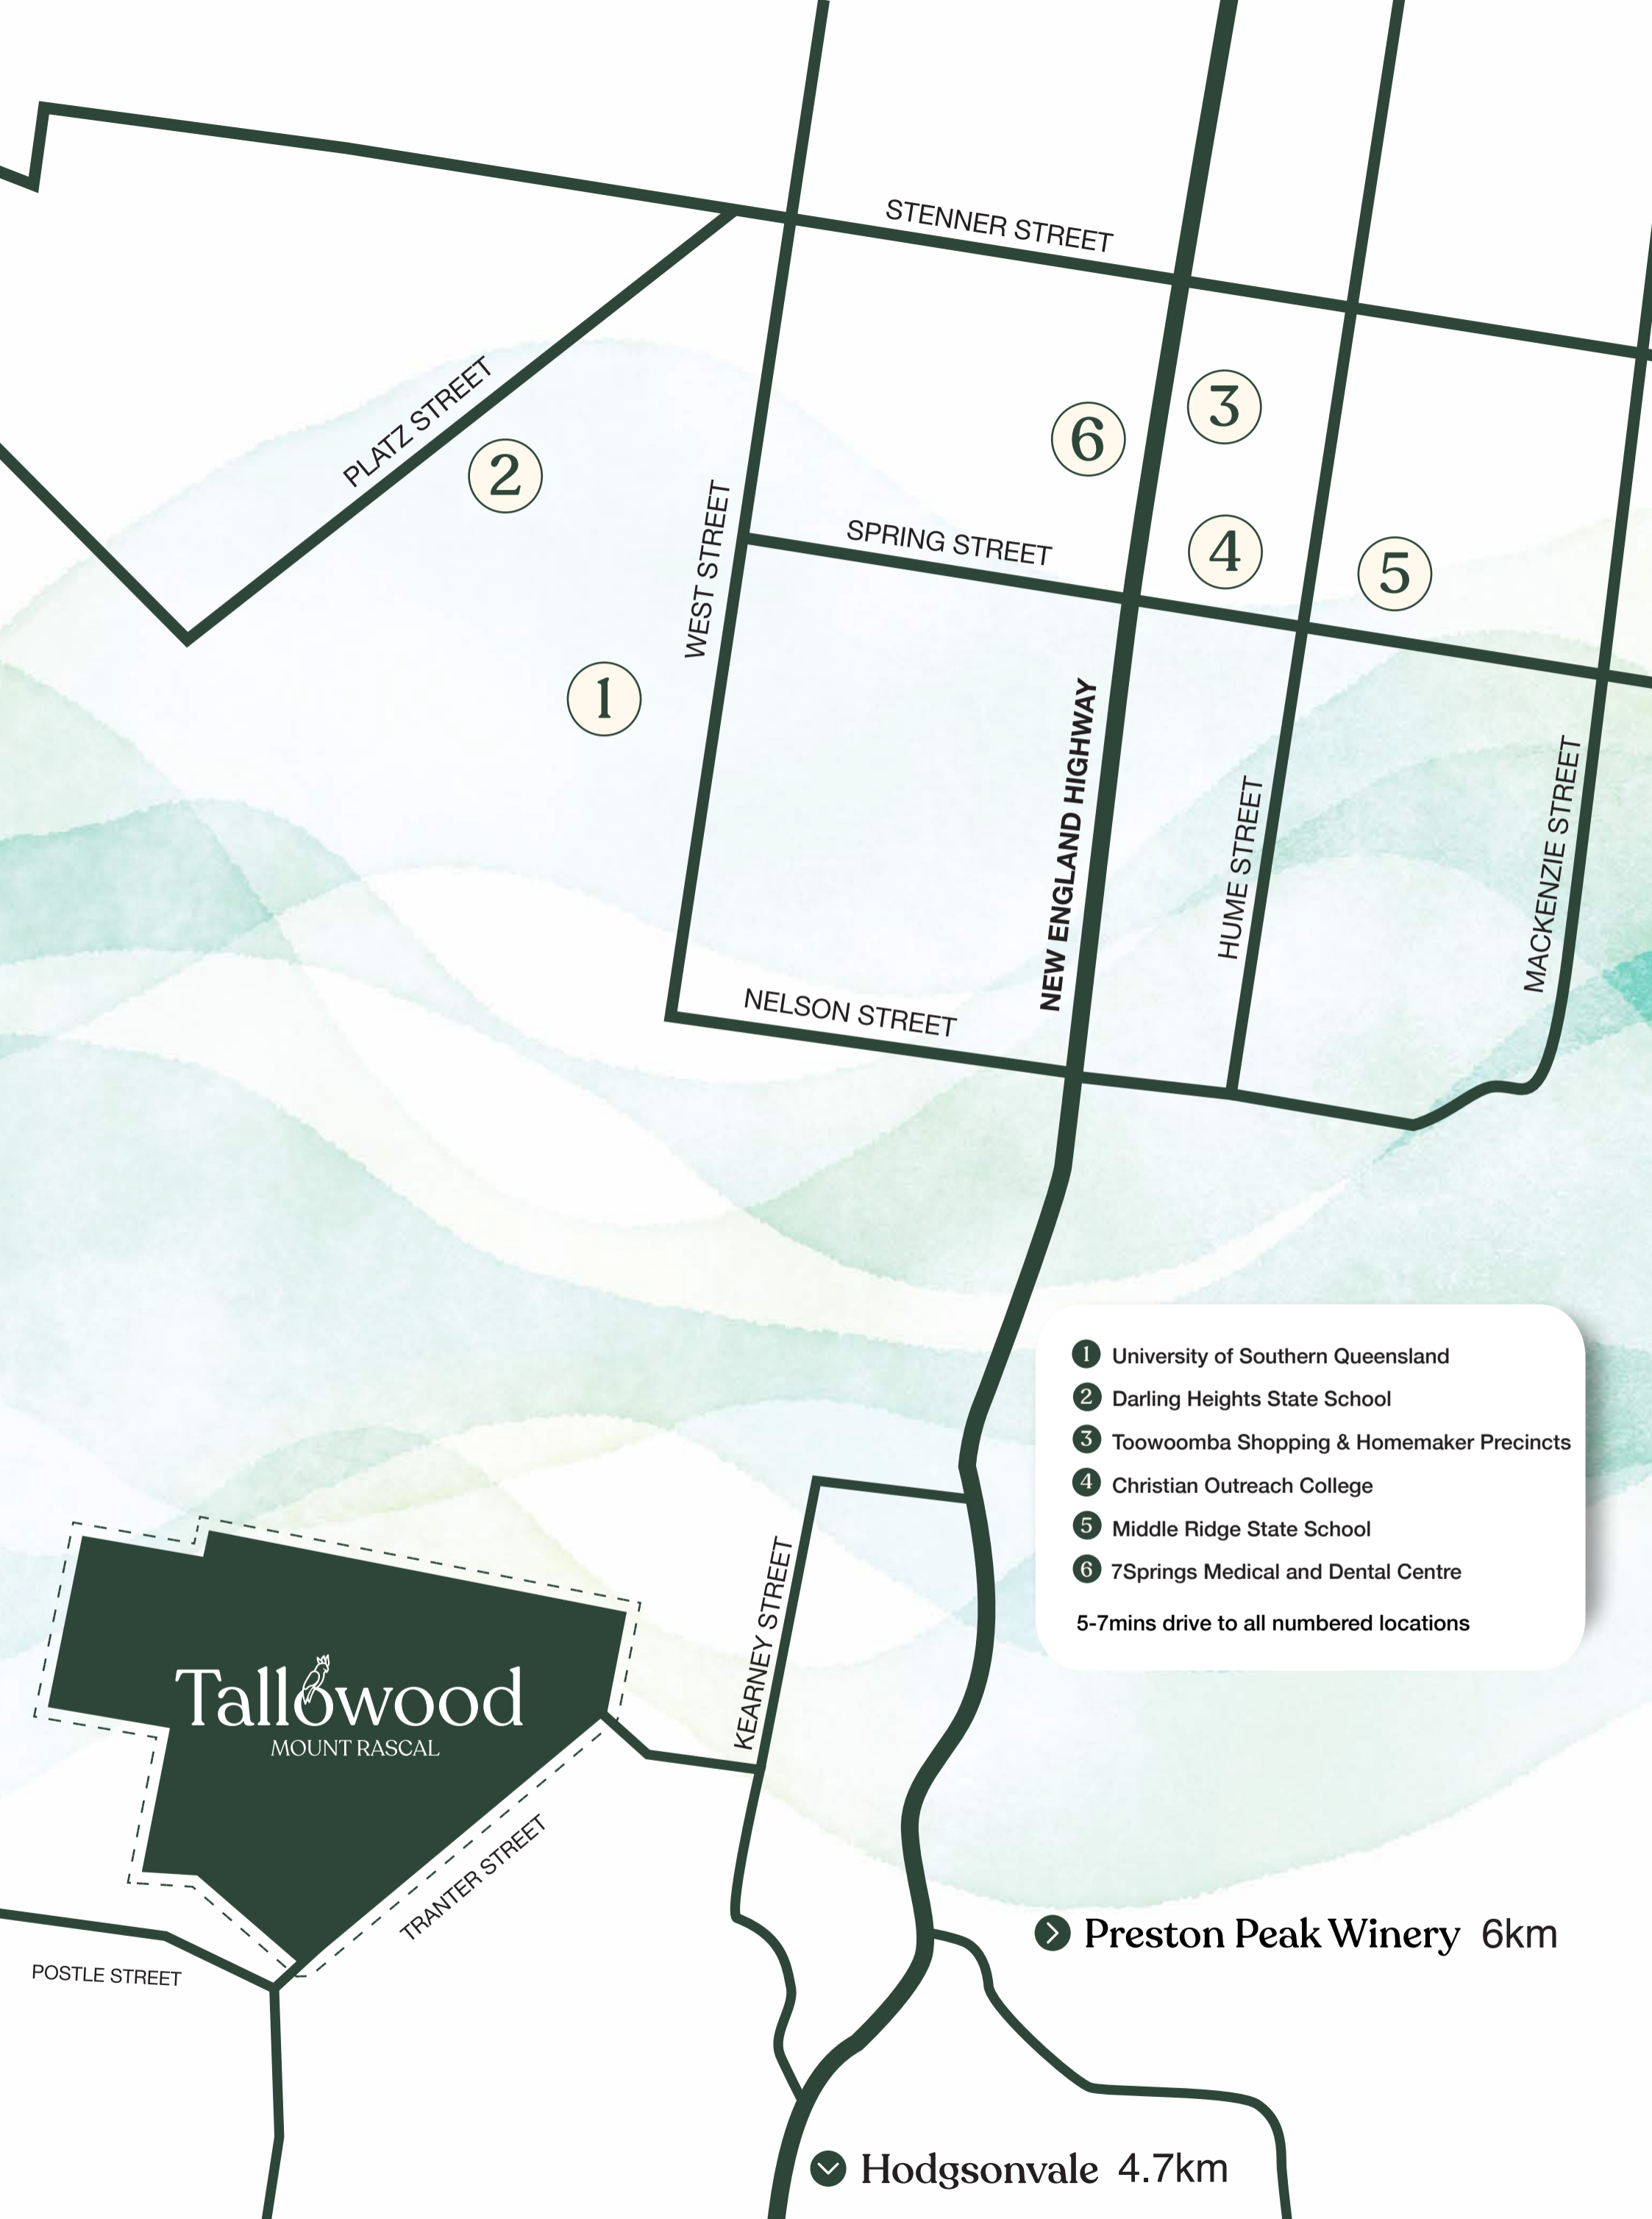 STENNER STREET
PLATZ STREET
3
6
2
WEST STREET
SPRING STREET
4
5
1
NEW ENGLAND HIGHWAY
HUME STREET
MACKENZIE STREET
NELSON STREET
1 University of Southern Queensland
2 Darling Heights State School
3 Toowoomba Shopping & Homemaker Precincts
4 Christian Outreach College
5 Middle Ridge State School
6 7Springs Medical and Dental Centre
5-7mins drive to all numbered locations
KEARNEY STREET
Tallowood
MOUNT RASCAL
TRANTER STREET
POSTLE STREET
Preston Peak Winery 6km
Hodgsonvale 4.7km